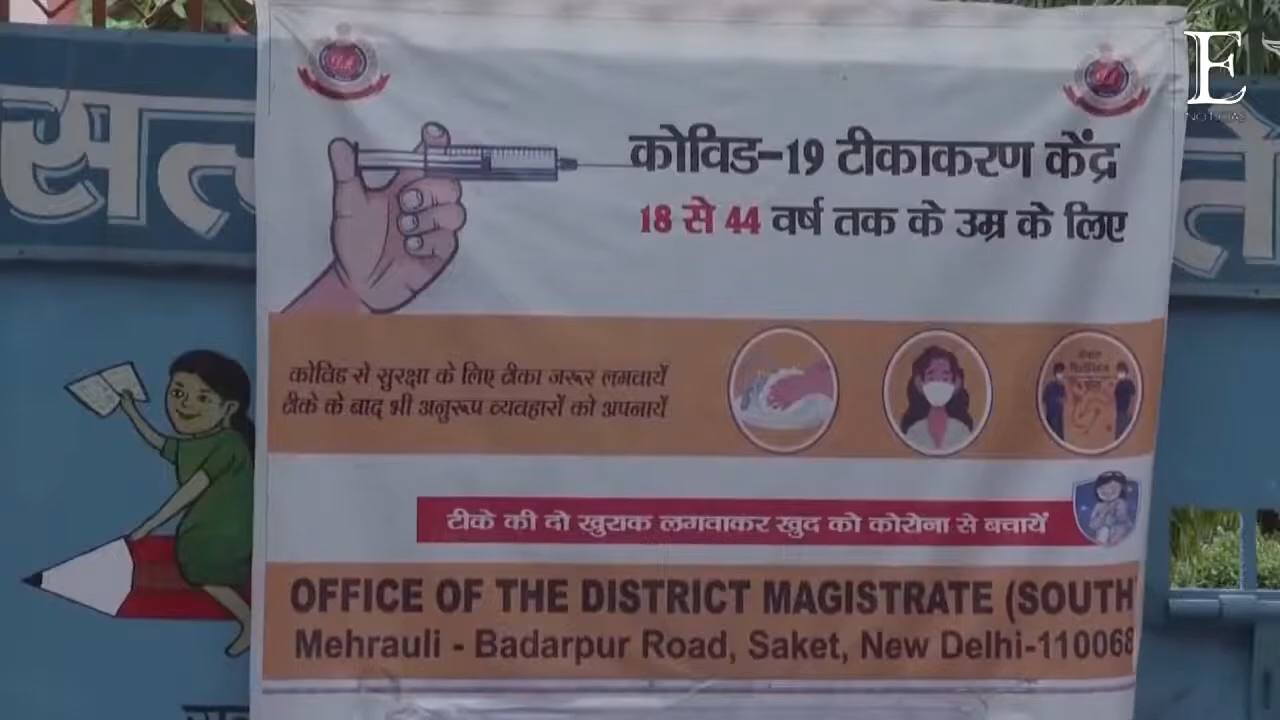 कोविड-19 टीकाकरण केंद्र
18 से 44 वर्ष तक के उम्र के लिए
कोविड से सुरक्षा के लिए टीका जरूर लगवायें
टीके के बाद भी अनुरूप व्यवहारों को अपनायें
टीके की दो खुराक लगवाकर खुद को कोरोना से बचायें
OFFICE OF THE DISTRICT MAGISTRATE (SOUTH
Mehrauli - Badarpur Road, Saket, New Delhi-110068
E
NOTICIAS